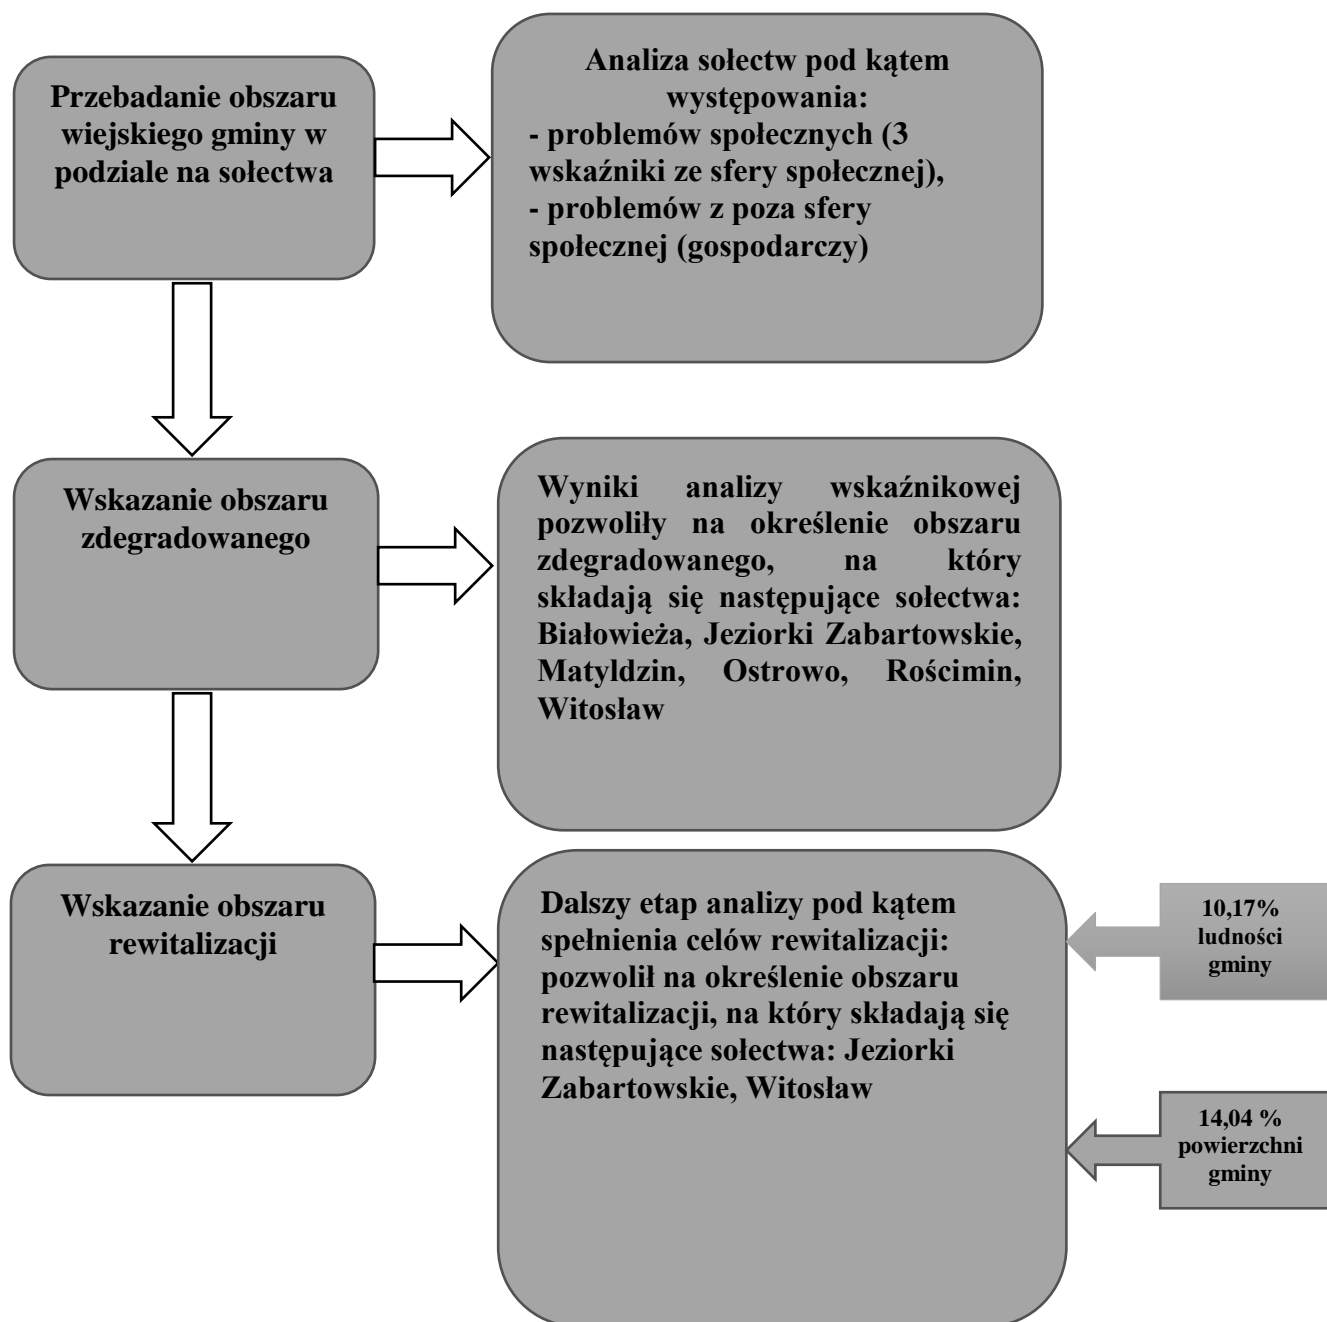 Przebadanie obszaru
wiejskiego gminy w
podziale na sołectwa
Analiza sołectw pod kątem
występowania:
- problemów społecznych (3
wskaźniki ze sfery społecznej),
- problemów z poza sfery
społecznej (gospodarczy)
Wskazanie obszaru
zdegradowanego
Wyniki analizy wskaźnikowej
pozwoliły na określenie obszaru
zdegradowanego, na który
składają się następujące sołectwa:
Białowieża, Jeziorki Zabartowskie,
Matyldzin, Ostrowo, Rościmin,
Witosław
Wskazanie obszaru
rewitalizacji
Dalszy etap analizy pod kątem
spełnienia celów rewitalizacji:
pozwolił na określenie obszaru
rewitalizacji, na który składają się
następujące sołectwa: Jeziorki
Zabartowskie, Witosław
10,17%
ludności
gminy
14,04 %
powierzchni
gminy